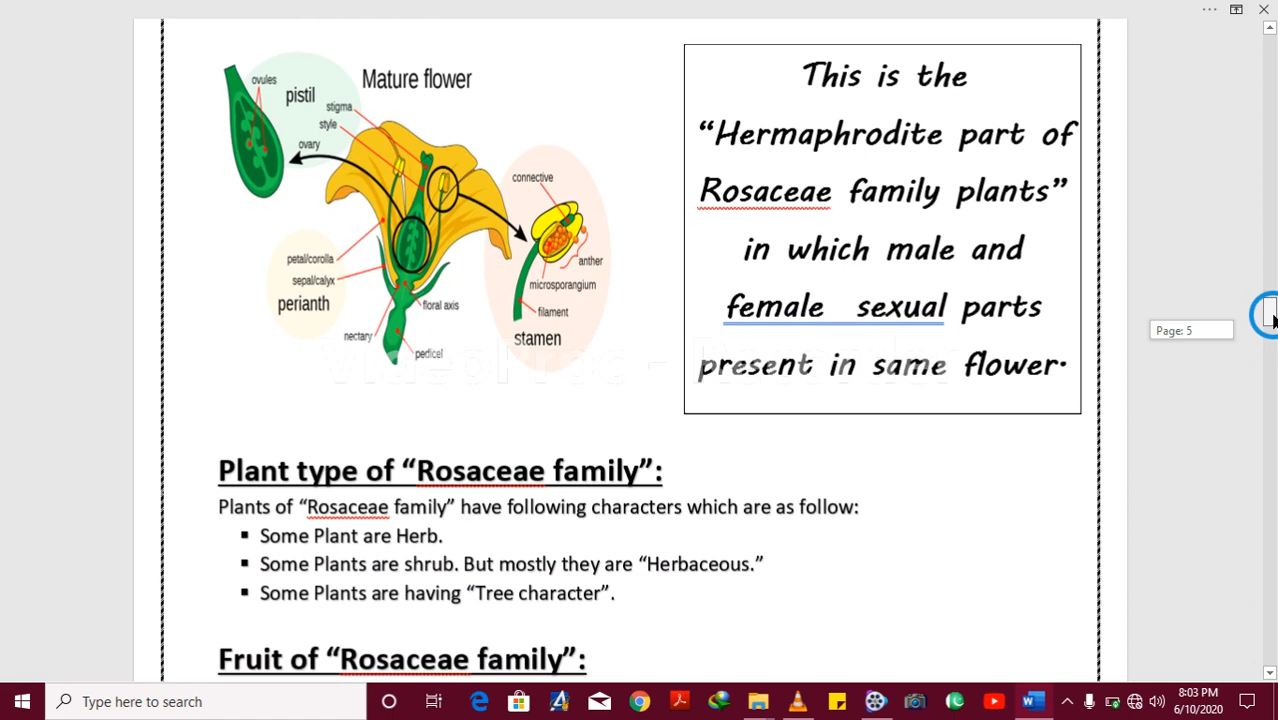 Mature flower
ovules
pistil
stigma
style
ovary
connective
petal/corolla
sepal/calyx
perianth
anther
microsporangium
floral axis
filament
nectary
stamen
pedicel
This is the
“Hermaphrodite part of
Rosaceae family plants”
in which male and
female sexual parts
present in same flower.
VideoProc - Recorder
Page: 5
Plant type of “Rosaceae family”:
Plants of “Rosaceae family” have following characters which are as follow:
▪ Some Plant are Herb.
▪ Some Plants are shrub. But mostly they are “Herbaceous.”
▪ Some Plants are having “Tree character”.
Fruit of “Rosaceae family”:
Type here to search
8:03 PM
6/10/2020